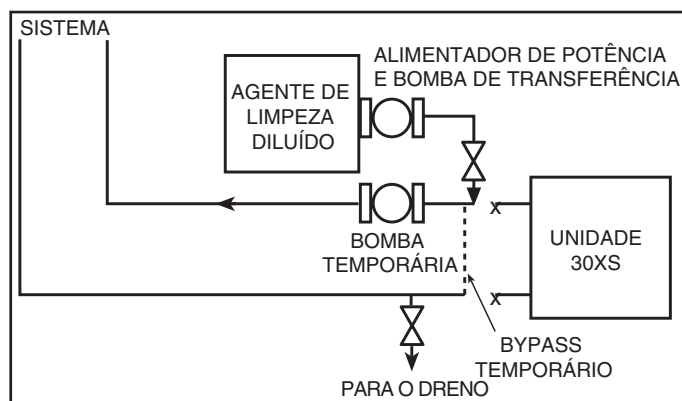 SISTEMA
ALIMENTADOR DE POTÊNCIA
E BOMBA DE TRANSFERÊNCIA
AGENTE DE
LIMPEZA
DILUÍDO
x
UNIDADE
30XS
BOMBA
TEMPORÁRIA
x
BYPASS
TEMPORÁRIO
PARA O DRENO